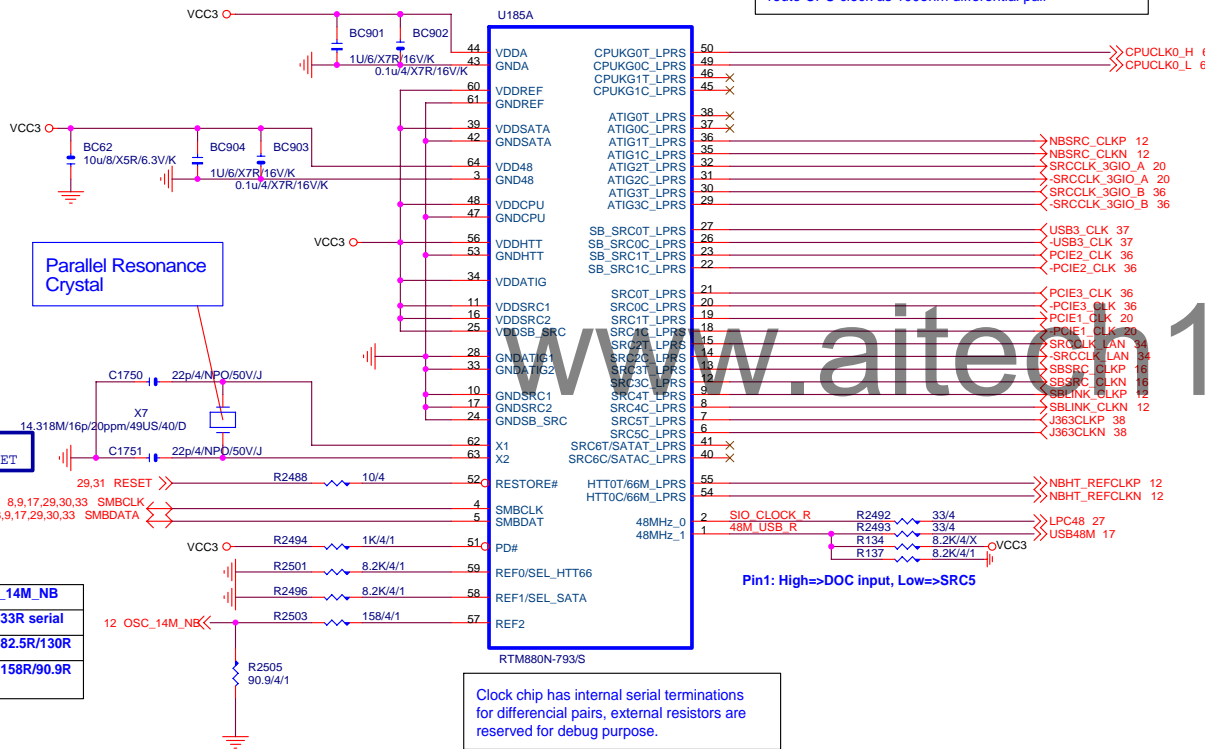 route CPU clock as 100ohm differential pair
VCC3
BC901
BC902
1U/6/X7R/16V/K
0.1u/4/X7R/16V/K
VCC3
BC62
10u/8/X5R/6.3V/K
BC904
BC903
1U/6/X7R/16V/K
0.1u/4/X7R/16V/K
VCC3
Parallel Resonance
Crystal
C1750 22p/4/NPO/50V/J
X7
14.318M/16p/20ppm/49US/40/D
C1751 22p/4/NPO/50V/J
29,31 RESET R2488 10/4
8,9,17,29,30,33 SMBCLK
8,9,17,29,30,33 SMBDATA
VCC3 R2494 1K/4/1
R2501 8.2K/4/1
R2496 8.2K/4/1
12 OSC_14M_NB R2503 158/4/1
R2505
90.9/4/1
_14M_NB
33R serial
82.5R/130R
158R/90.9R
U185A
44 VDDA
43 GNDA
60 VDDREF
61 GNDREF
39 VDDSATA
42 GNDSATA
64 VDD48
3 GND48
48 VDDCPU
47 GNDCPU
56 VDDHTT
53 GNDHTT
34 VDDATIG
11 VDDSRC1
16 VDDSRC2
25 VDDSB_SRC
28 GNDATIG1
33 GNDATIG2
10 GNDSRC1
17 GNDSRC2
24 GNDSB_SRC
62 X1
63 X2
52 RESTORE#
4 SMBCLK
5 SMBDAT
51 PD#
59 REF0/SEL_HTT66
58 REF1/SEL_SATA
57 REF2
CPUKG0T_LPRS 50 CPUCLK0_H 6
CPUKG0C_LPRS 49 CPUCLK0_L 6
CPUKG1T_LPRS 46
CPUKG1C_LPRS 45
ATIG0T_LPRS 38
ATIG0C_LPRS 37
ATIG1T_LPRS 36 NBSRC_CLKP 12
ATIG1C_LPRS 35 NBSRC_CLKN 12
ATIG2T_LPRS 32 SRCCLK_3GIO_A 20
ATIG2C_LPRS 31 -SRCCLK_3GIO_A 20
ATIG3T_LPRS 30 SRCCLK_3GIO_B 36
ATIG3C_LPRS 29 -SRCCLK_3GIO_B 36
SB_SRC0T_LPRS 27 USB3_CLK 37
SB_SRC0C_LPRS 26 -USB3_CLK 37
SB_SRC1T_LPRS 23 PCIE2_CLK 36
SB_SRC1C_LPRS 22 -PCIE2_CLK 36
SRC0T_LPRS 21 PCIE3_CLK 36
SRC0C_LPRS 20 -PCIE3_CLK 36
SRC1T_LPRS 19 PCIE1_CLK 20
SRC1C_LPRS 18 -PCIE1_CLK 20
SRC2T_LPRS 15 SRCCLK_LAN 34
SRC2C_LPRS 14 -SRCCLK_LAN 34
SRC3T_LPRS 13 SBSRC_CLKP 16
SRC3C_LPRS 12 SBSRC_CLKN 16
SRC4T_LPRS 9 SBLINK_CLKP 12
SRC4C_LPRS 8 SBLINK_CLKN 12
SRC5T_LPRS 7 J363CLKP 38
SRC5C_LPRS 6 J363CLKN 38
SRC6T/SATAT_LPRS 41
SRC6C/SATAC_LPRS 40
HTT0T/66M_LPRS 55 NBHT_REFCLKP 12
HTT0C/66M_LPRS 54 NBHT_REFCLKN 12
48MHz_0 2 SIO_CLOCK_R R2492 33/4 LPC48 27
48MHz_1 1 48M_USB_R R2493 33/4 USB48M 17
R134 8.2K/4/X VCC3
R137 8.2K/4/1
Pin1: High=>DOC input, Low=>SRC5
RTM880N-793/S
Clock chip has internal serial terminations
for differencial pairs, external resistors are
reserved for debug purpose.
www.aitech1